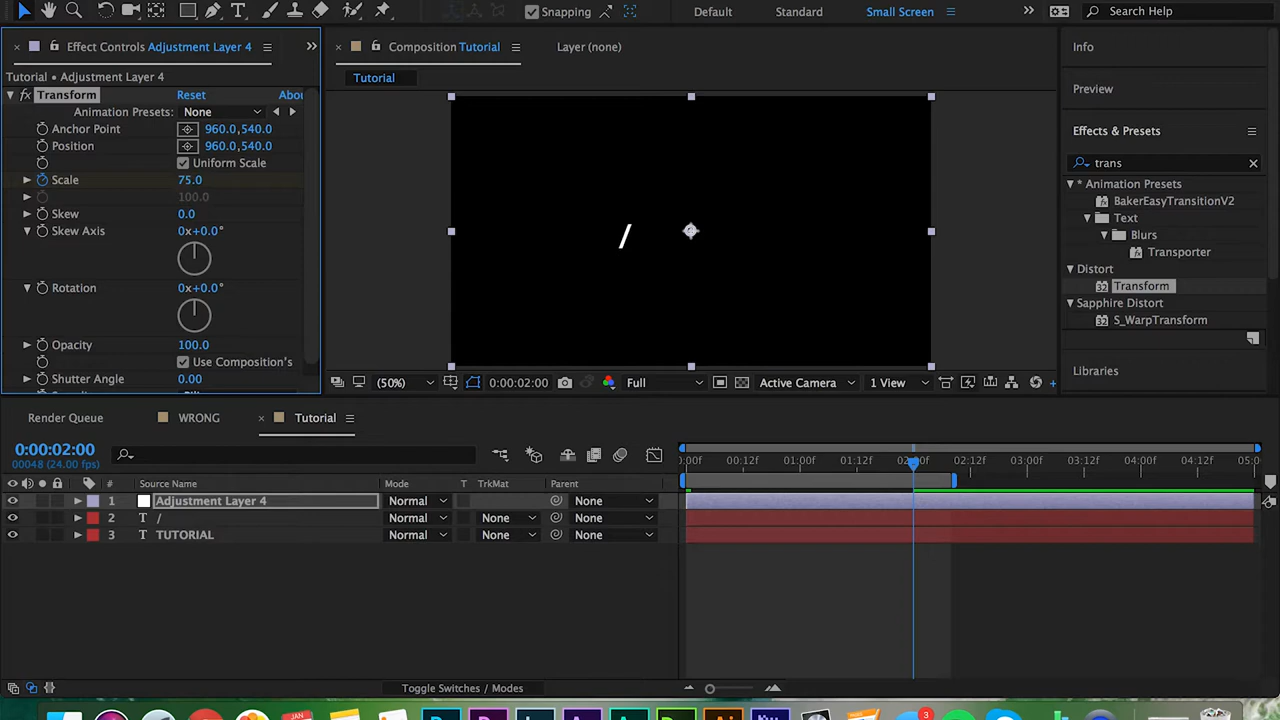 Snapping
Default
Standard
Small Screen
Search Help
Effect Controls Adjustment Layer 4
Tutorial • Adjustment Layer 4
fx Transform Reset Abou
Animation Presets: None
Anchor Point 960.0,540.0
Position 960.0,540.0
Uniform Scale
Scale 75.0
100.0
Skew 0.0
Skew Axis 0x+0.0°
Rotation 0x+0.0°
Opacity 100.0
Use Composition's
Shutter Angle 0.00
Composition Tutorial
Layer (none)
Tutorial
/
(50%) 0:00:02:00 Full Active Camera 1 View
Info
Preview
Effects & Presets
trans
* Animation Presets
BakerEasyTransitionV2
Text
Blurs
Transporter
Distort
Transform
Sapphire Distort
S_WarpTransform
Libraries
Render Queue
WRONG
Tutorial
0:00:02:00
00048 (24.00 fps)
:00f 00:12f 01:00f 01:12f 02:00f 02:12f 03:00f 03:12f 04:00f 04:12f 05:0
# Source Name Mode T TrkMat Parent
1 Adjustment Layer 4 Normal None
2 T / Normal None None
3 T TUTORIAL Normal None None
Toggle Switches / Modes
JAN
3